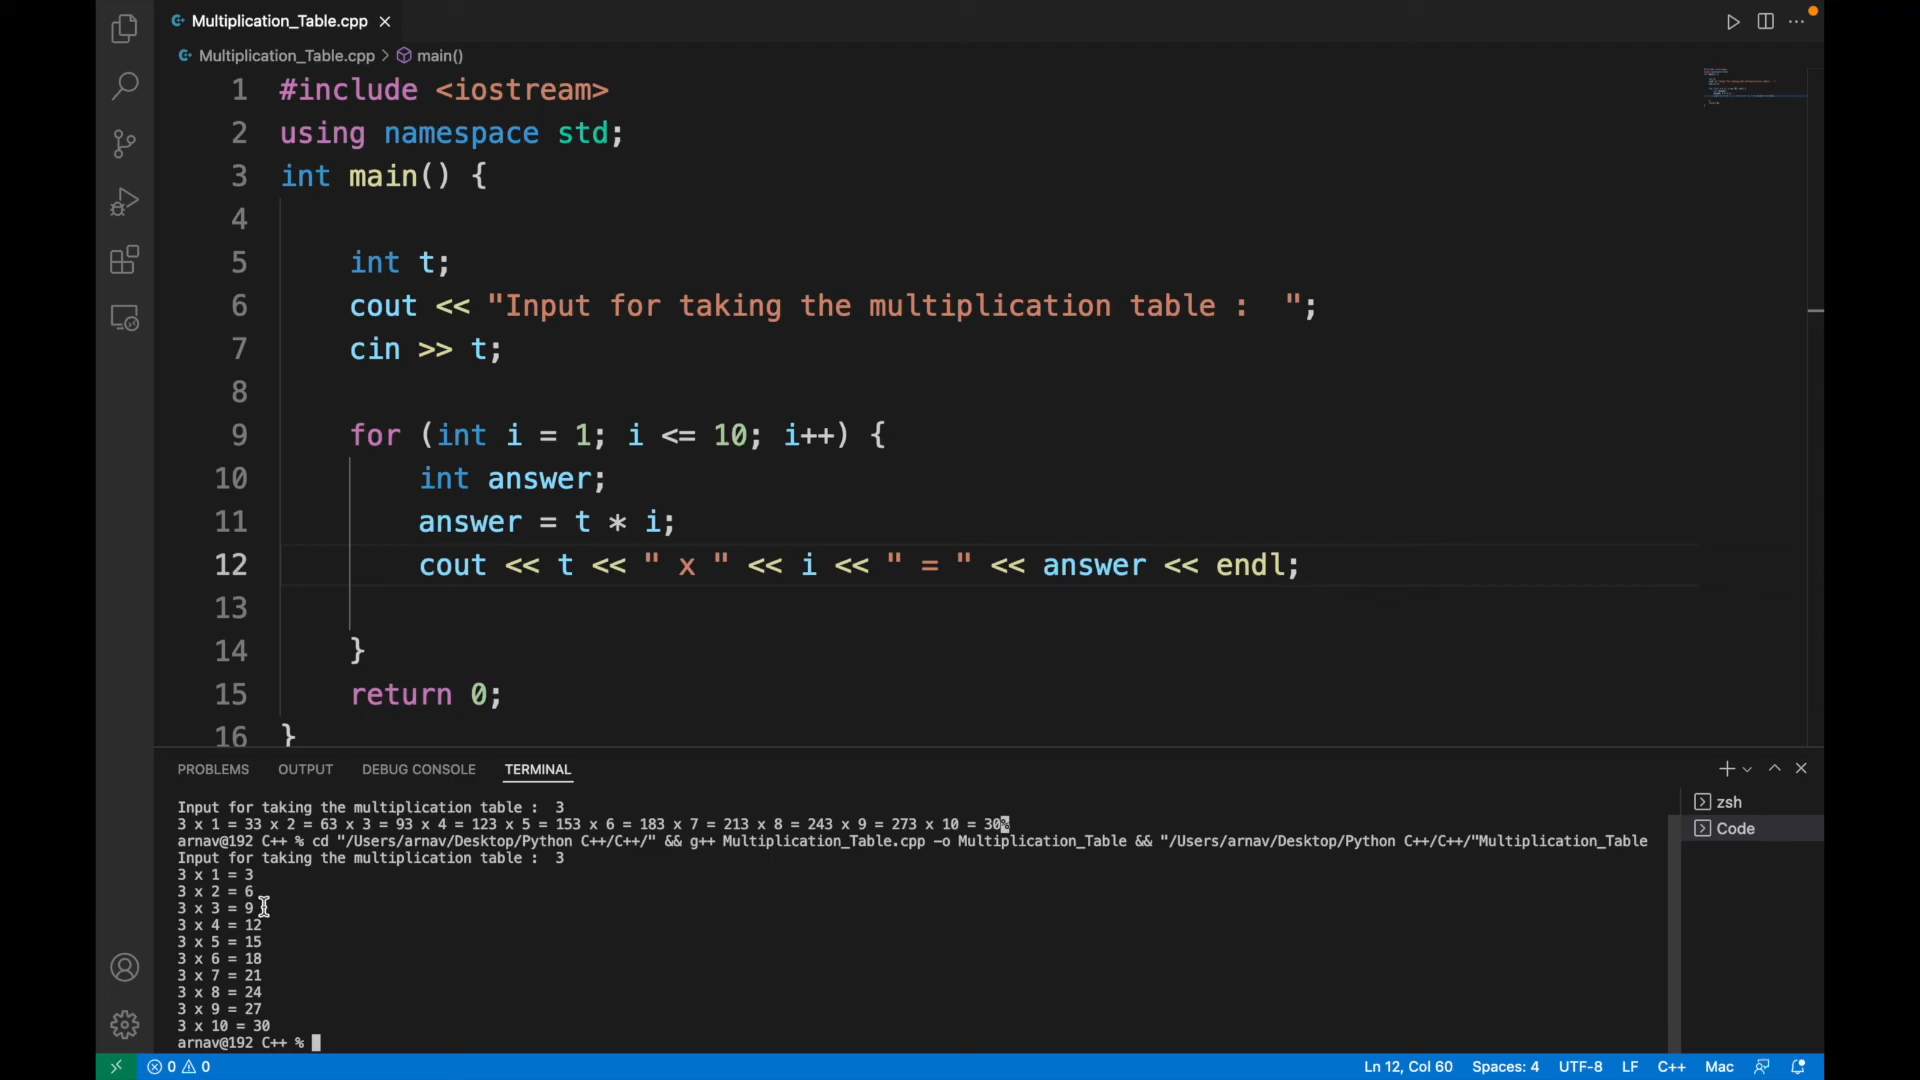 Multiplication_Table.cpp
Multiplication_Table.cpp > main()
1 #include <iostream>
2 using namespace std;
3 int main() {
4
5 int t;
6 cout << "Input for taking the multiplication table :  ";
7 cin >> t;
8
9 for (int i = 1; i <= 10; i++) {
10 int answer;
11 answer = t * i;
12 cout << t << " x " << i << " = " << answer << endl;
13
14 }
15 return 0;
16 }
PROBLEMS OUTPUT DEBUG CONSOLE TERMINAL
Input for taking the multiplication table :  3
3 x 1 = 33 x 2 = 63 x 3 = 93 x 4 = 123 x 5 = 153 x 6 = 183 x 7 = 213 x 8 = 243 x 9 = 273 x 10 = 30%
arnav@192 C++ % cd "/Users/arnav/Desktop/Python C++/C++/" && g++ Multiplication_Table.cpp -o Multiplication_Table && "/Users/arnav/Desktop/Python C++/C++/"Multiplication_Table
Input for taking the multiplication table :  3
3 x 1 = 3
3 x 2 = 6
3 x 3 = 9
3 x 4 = 12
3 x 5 = 15
3 x 6 = 18
3 x 7 = 21
3 x 8 = 24
3 x 9 = 27
3 x 10 = 30
arnav@192 C++ %
zsh
Code
0 0 Ln 12, Col 60 Spaces: 4 UTF-8 LF C++ Mac